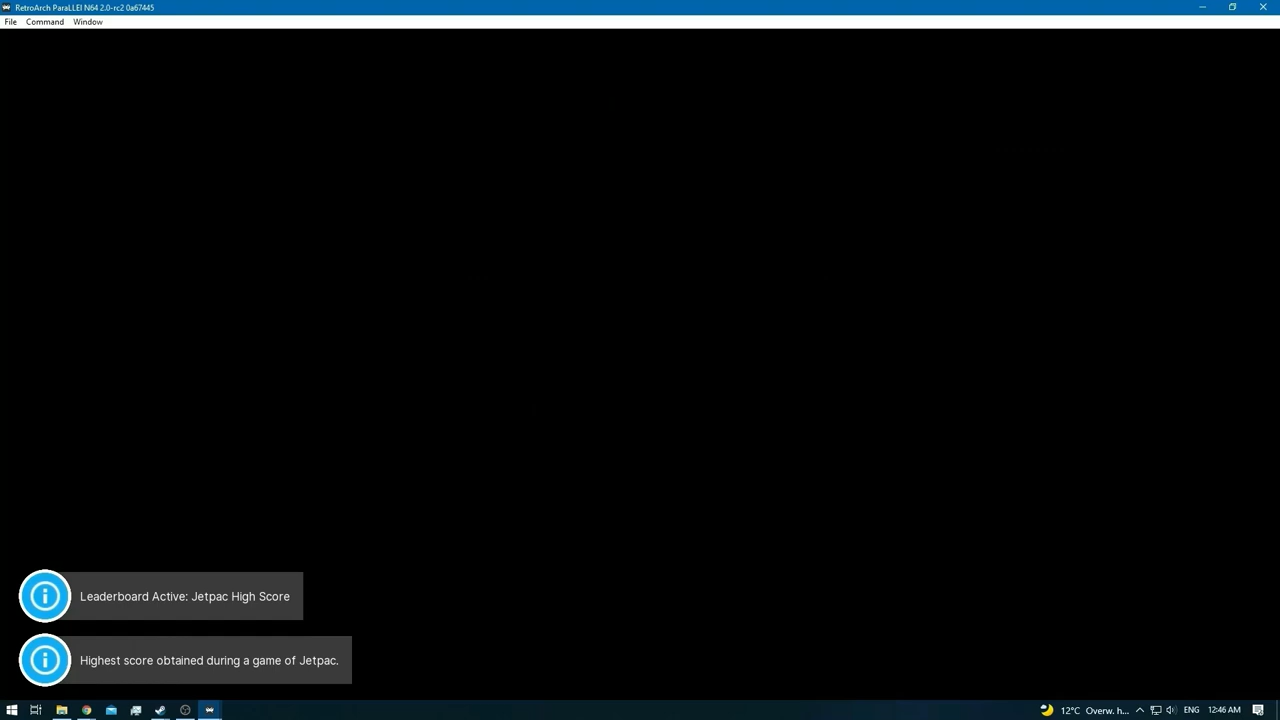 RetroArch ParaLLEl N64 2.0-rc2 0a67445
File Command Window
Leaderboard Active: Jetpac High Score
Highest score obtained during a game of Jetpac.
12°C Overw. h... ENG 12:46 AM